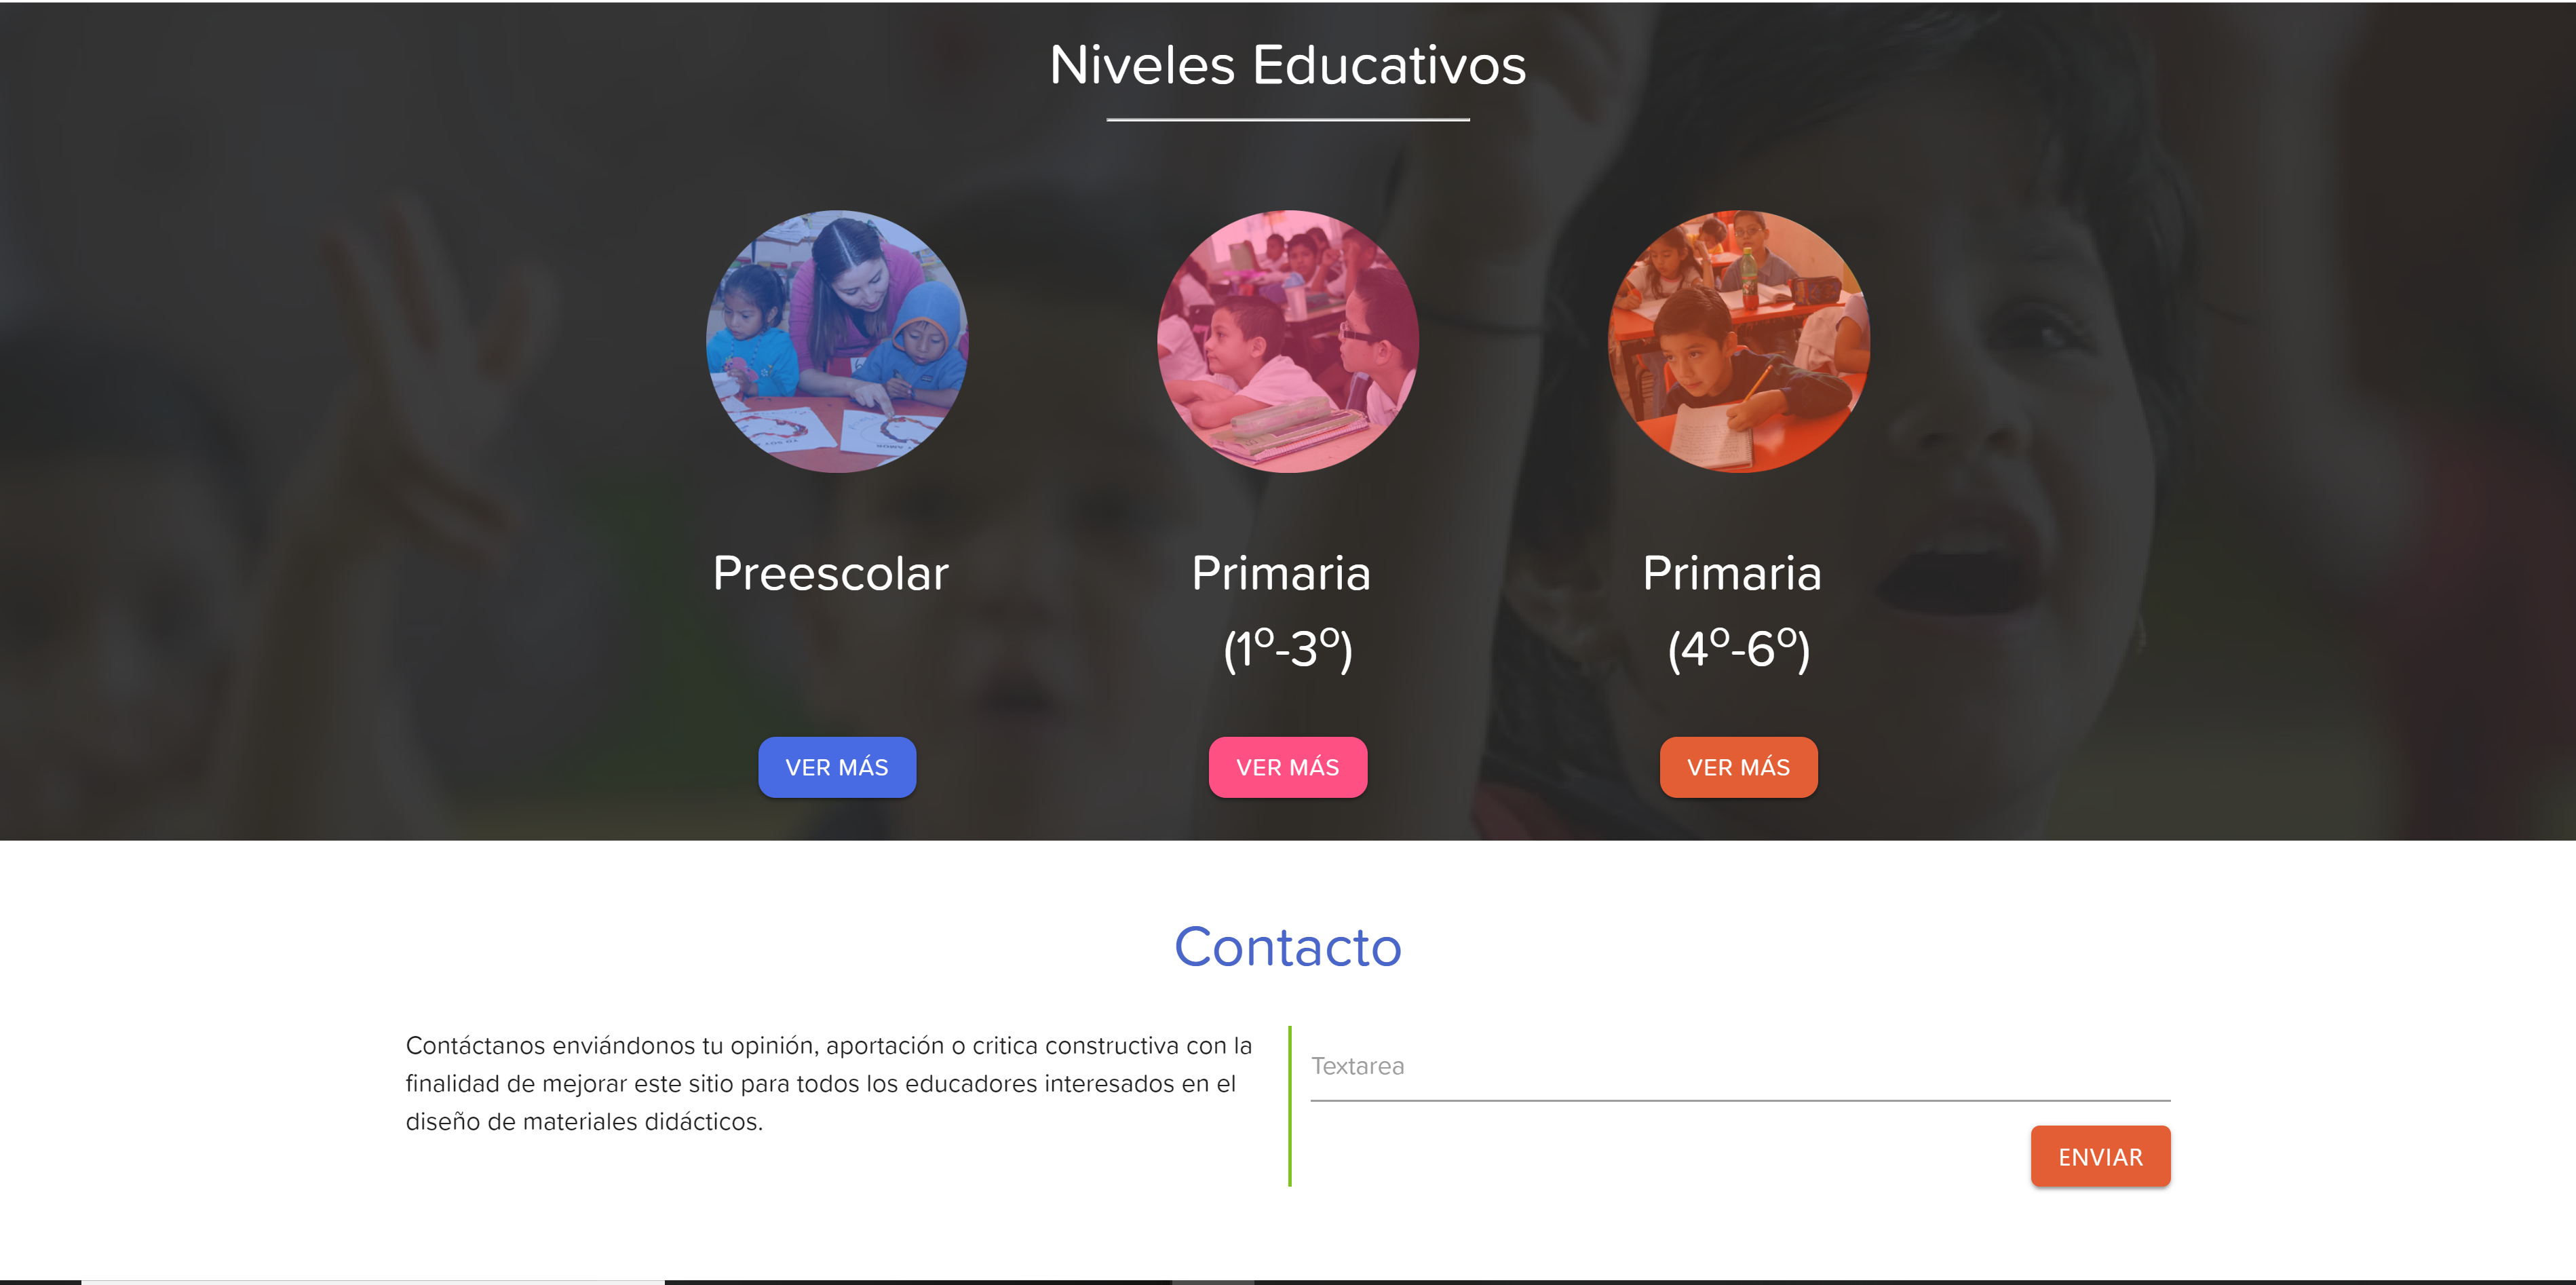 Niveles Educativos
Preescolar
Primaria
(1º-3º)
Primaria
(4º-6º)
VER MÁS
VER MÁS
VER MÁS
Contacto
Contáctanos enviándonos tu opinión, aportación o critica constructiva con la
finalidad de mejorar este sitio para todos los educadores interesados en el
diseño de materiales didácticos.
Textarea
ENVIAR